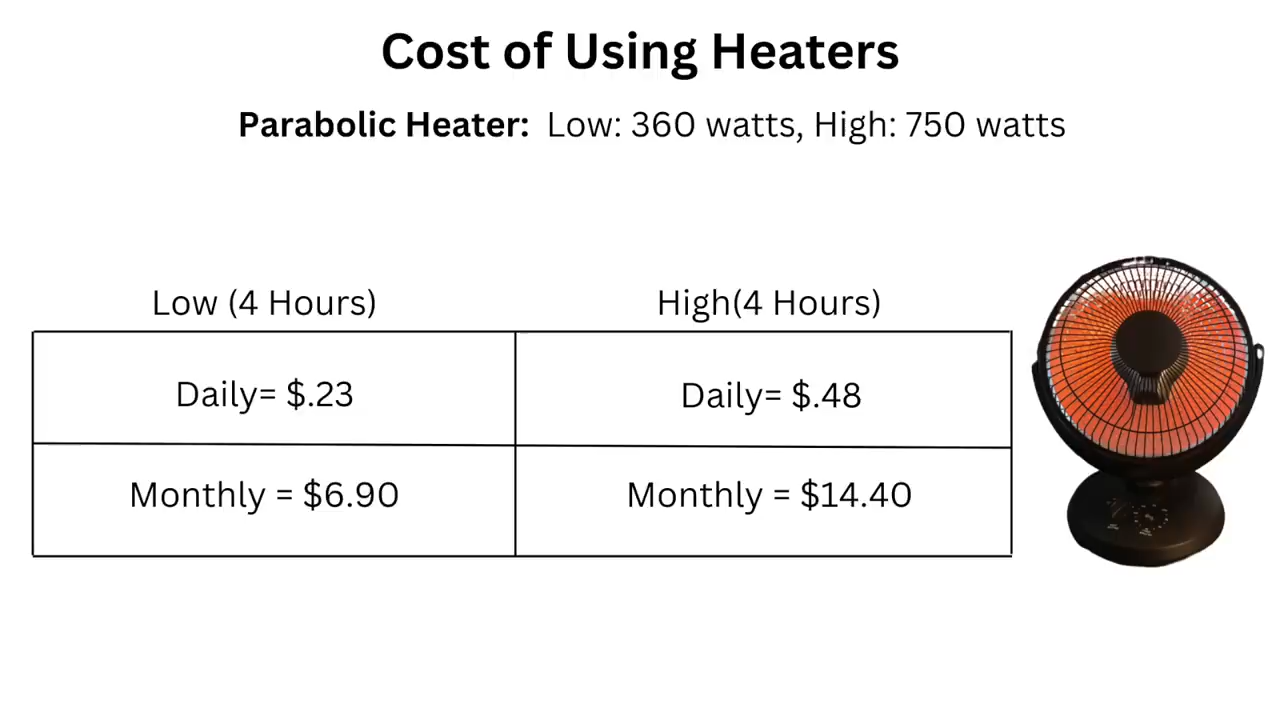 Cost of Using Heaters
Parabolic Heater: Low: 360 watts, High: 750 watts
Low (4 Hours)
High(4 Hours)
Daily= $.23
Daily= $.48
Monthly = $6.90
Monthly = $14.40